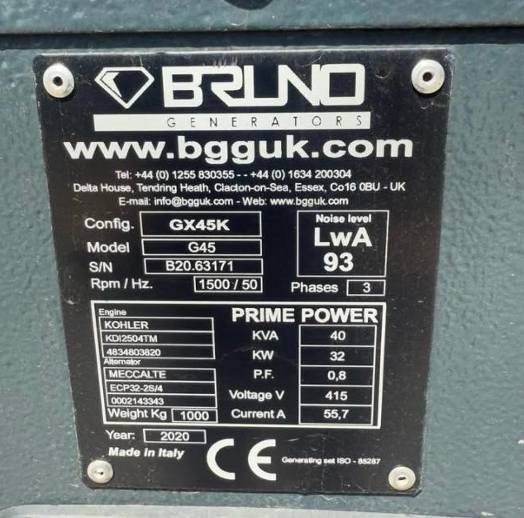 BRUNO
GENERATORS
www.bgguk.com
Tel: +44 (0) 1255 830355 - - +44 (0) 1634 200304
Delta House, Tendring Heath, Clacton-on-Sea, Essex, Co16 0BU - UK
E-mail: info@bgguk.com - Web: www.bgguk.com
Config. GX45K
Model G45
S/N B20.63171
Rpm / Hz. 1500 / 50
Noise level
LwA
93
Phases 3
Engine
KOHLER
KDI2504TM
4834803820
Alternator
MECCALTE
ECP32-2S/4
0002143343
Weight Kg 1000
PRIME POWER
KVA 40
KW 32
P.F. 0,8
Voltage V 415
Current A 55,7
Year: 2020
Made in Italy
CE
Generating set ISO - 85287